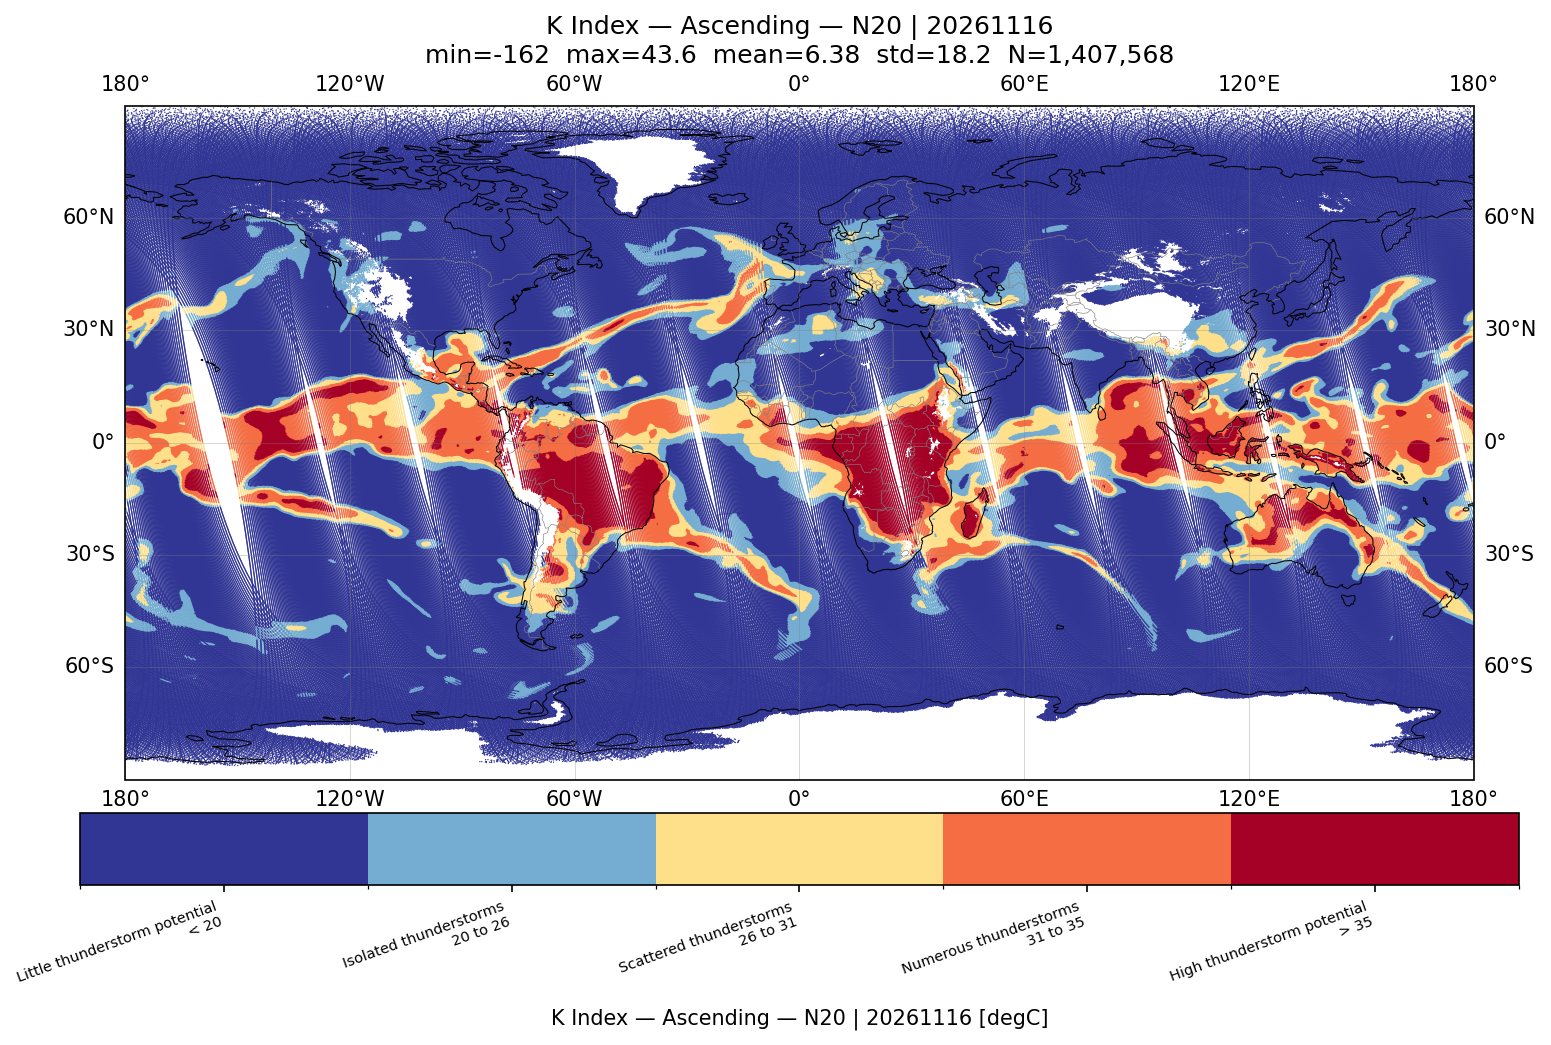 K Index — Ascending — N20 | 20261116
min=-162  max=43.6  mean=6.38  std=18.2  N=1,407,568
180°  120°W  60°W  0°  60°E  120°E  180°
60°N  60°N
30°N  30°N
0°  0°
30°S  30°S
60°S  60°S
180°  120°W  60°W  0°  60°E  120°E  180°
Little thunderstorm potential
< 20
Isolated thunderstorms
20 to 26
Scattered thunderstorms
26 to 31
Numerous thunderstorms
31 to 35
High thunderstorm potential
> 35
K Index — Ascending — N20 | 20261116 [degC]